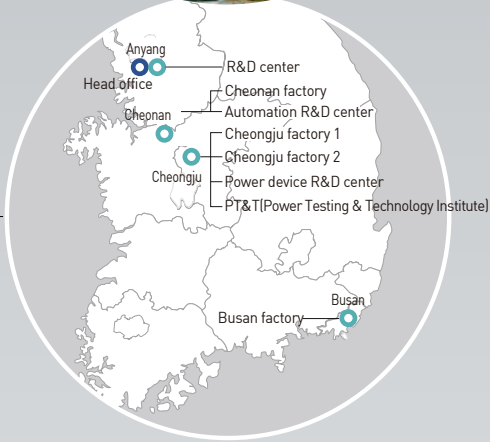 Anyang
R&D center
Head office
Cheonan factory
Automation R&D center
Cheonan
Cheongju factory 1
Cheongju factory 2
Cheongju
Power device R&D center
PT&T(Power Testing & Technology Institute)
Busan
Busan factory